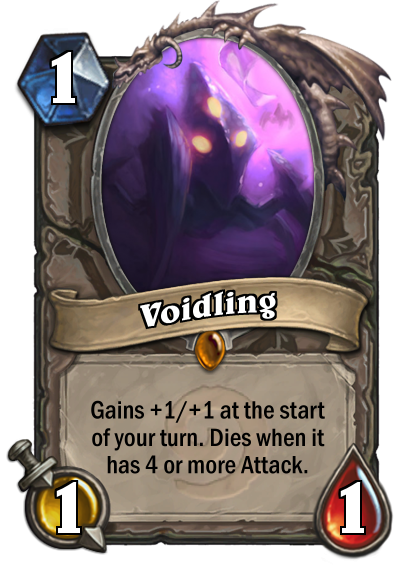 1
Voidling
Gains +1/+1 at the start
of your turn. Dies when it
has 4 or more Attack.
1
1